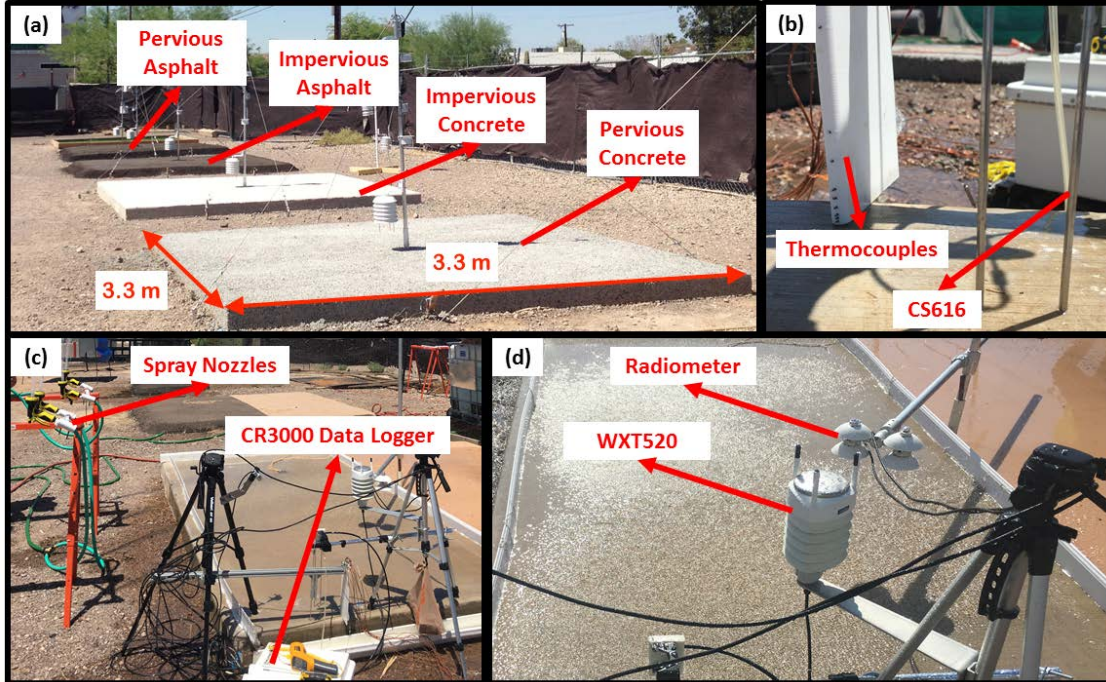 (a)
Pervious
Asphalt
Impervious
Asphalt
Impervious
Concrete
Pervious
Concrete
3.3 m
3.3 m
(b)
Thermocouples
CS616
(c)
Spray Nozzles
CR3000 Data Logger
(d)
Radiometer
WXT520